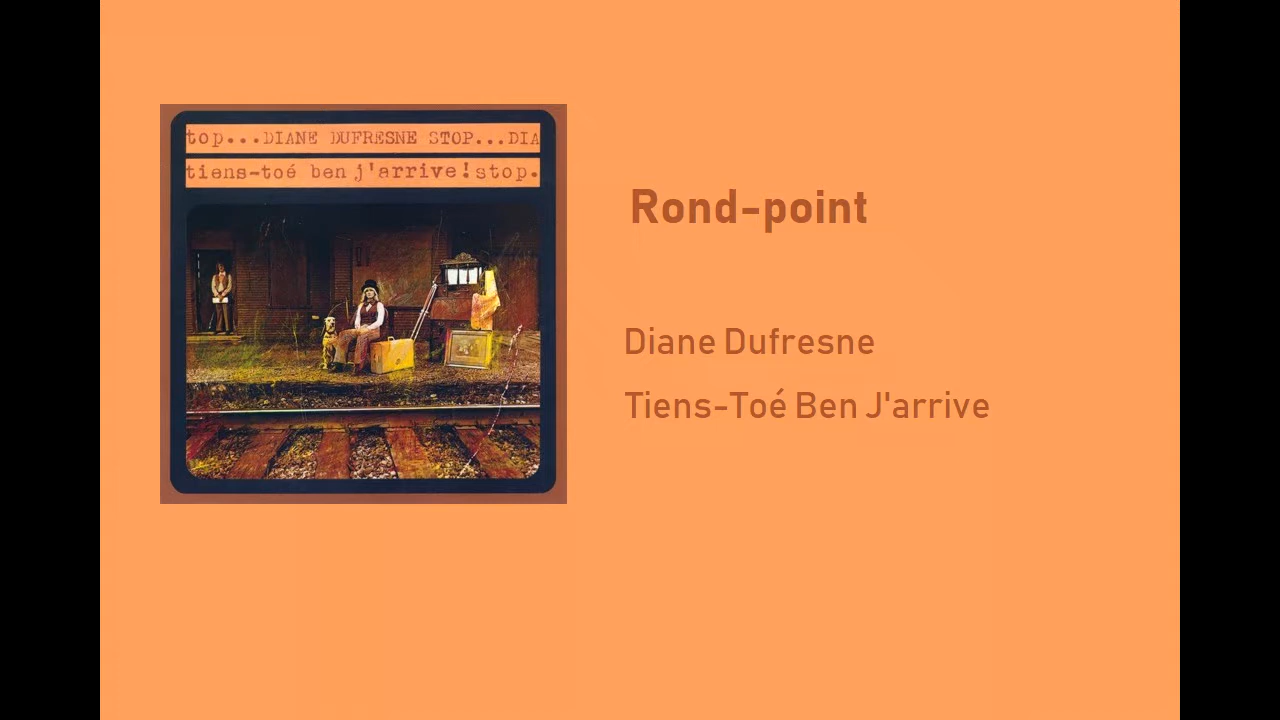 top...DIANE DUFRESNE STOP...DIA
tiens-toé ben j'arrive!stop.
Rond-point
Diane Dufresne
Tiens-Toé Ben J'arrive